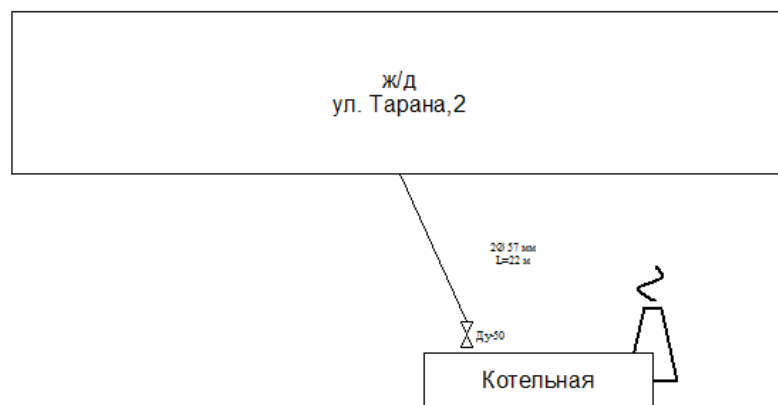 ж/д
ул. Тарана,2
2Ø 57 мм
L=22 м
Ду-50
Котельная